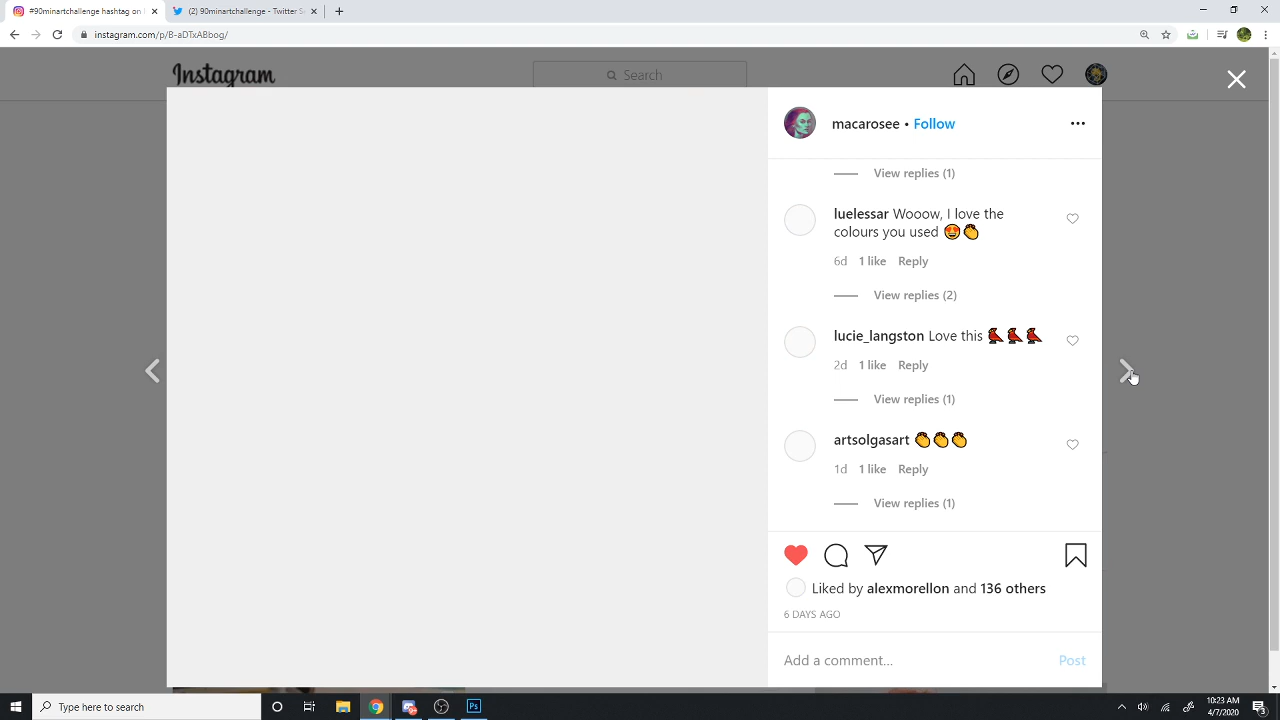 #90minartchallenge hashtag on I
(2) 90minartchallenge - Twitter S
instagram.com/p/B-aDTxABbog/
Instagram
Search
macarosee • Follow
View replies (1)
luelessar Wooow, I love the
colours you used 😍👏
6d 1 like Reply
View replies (2)
lucie_langston Love this 💃💃💃
2d 1 like Reply
View replies (1)
artsolgasart 👏👏👏
1d 1 like Reply
View replies (1)
Liked by alexmorellon and 136 others
6 DAYS AGO
Add a comment...
Post
Type here to search
Ps
10:23 AM
4/7/2020
3